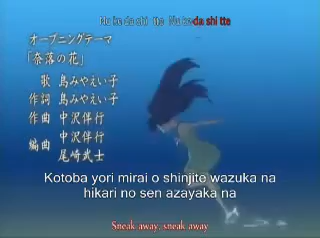 Nukedashitte Nukedashitte
オープニングテーマ
「奈落の花」
歌 島みやえい子
作詞 島みやえい子
作曲 中沢伴行
編曲 中沢伴行
尾崎武士
Kotoba yori mirai o shinjite wazuka na
hikari no sen azayaka na
Sneak away, sneak away